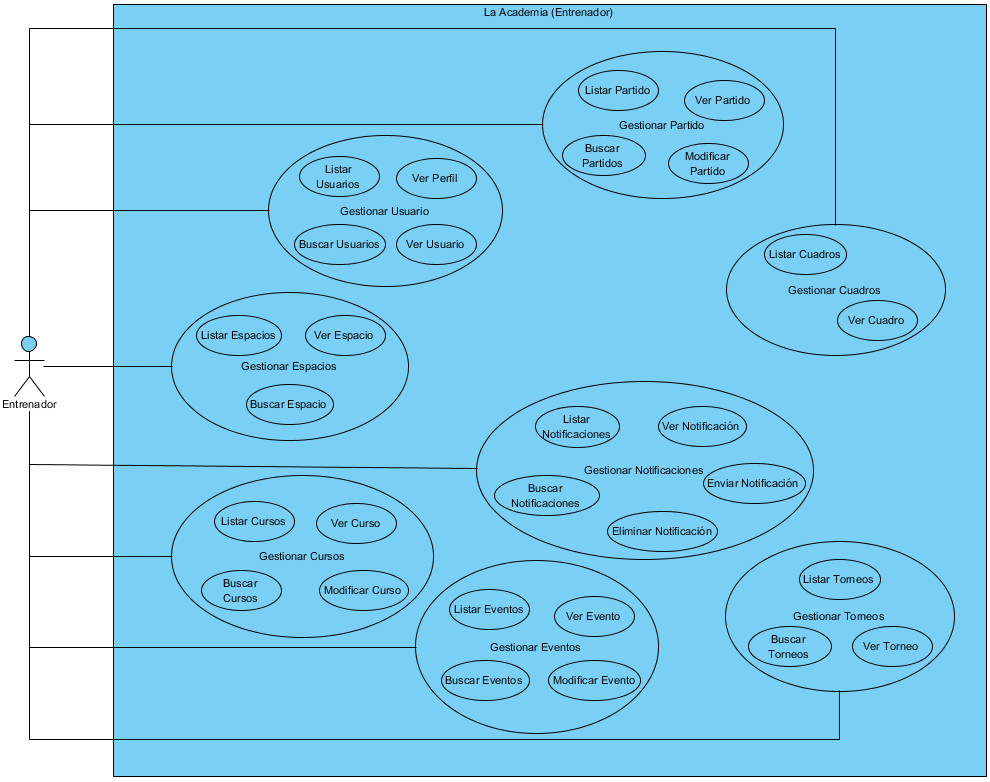 La Academia (Entrenador)
Listar Partido
Ver Partido
Gestionar Partido
Buscar
Partidos
Modificar
Partido
Listar
Usuarios
Ver Perfil
Gestionar Usuario
Buscar Usuarios
Ver Usuario
Listar Cuadros
Gestionar Cuadros
Ver Cuadro
Listar Espacios
Ver Espacio
Gestionar Espacios
Buscar Espacio
Entrenador
Listar
Notificaciones
Ver Notificación
Gestionar Notificaciones
Enviar Notificación
Buscar
Notificaciones
Eliminar Notificación
Listar Cursos
Ver Curso
Gestionar Cursos
Buscar
Cursos
Modificar Curso
Listar Eventos
Ver Evento
Gestionar Eventos
Buscar Eventos
Modificar Evento
Listar Torneos
Gestionar Torneos
Buscar
Torneos
Ver Torneo